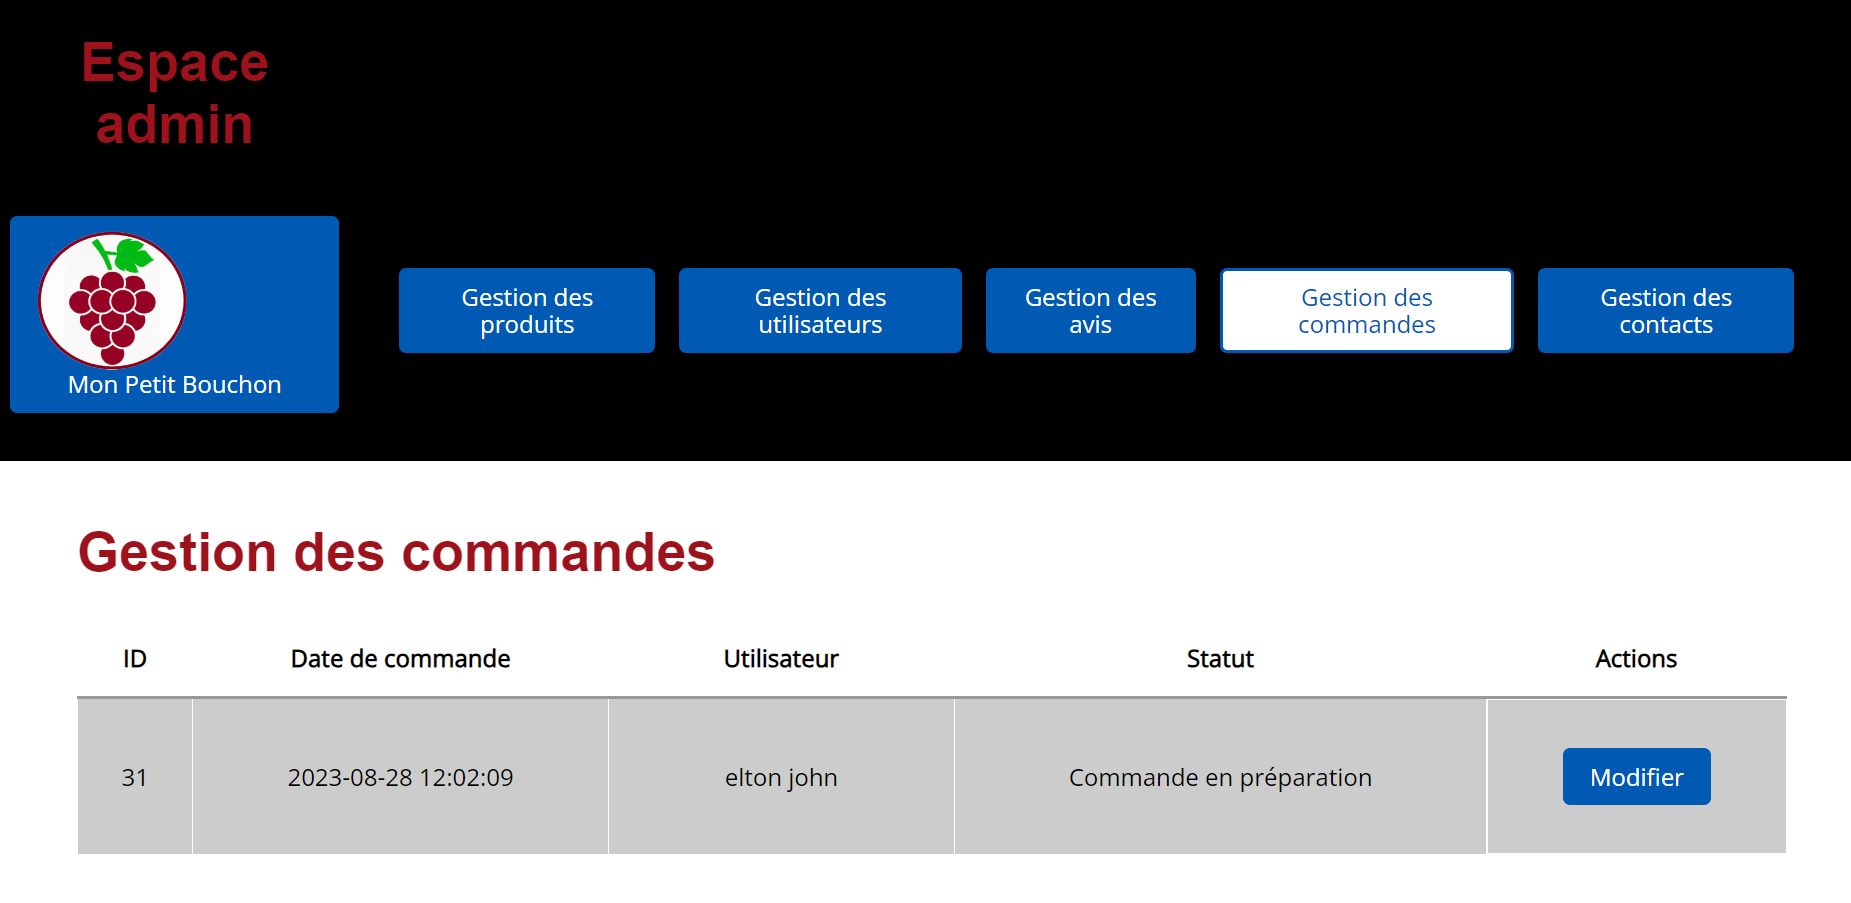 Espace
admin
Mon Petit Bouchon
Gestion des
produits
Gestion des
utilisateurs
Gestion des
avis
Gestion des
commandes
Gestion des
contacts
Gestion des commandes
ID Date de commande Utilisateur Statut Actions
31 2023-08-28 12:02:09 elton john Commande en préparation Modifier